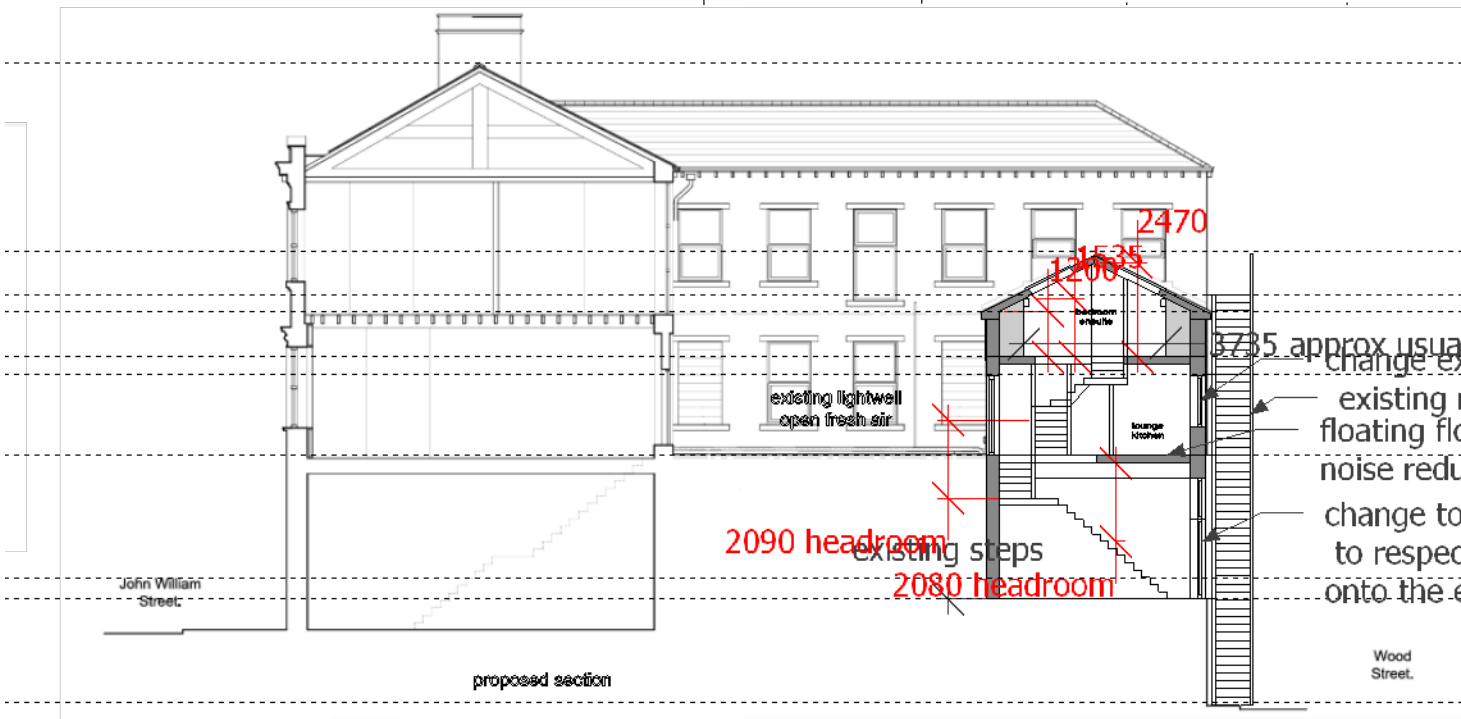 2470
1535
1200
bedroom
ensuite
3735 approx usua
change ex
existing lightwell
open fresh air
existing
lounge
kitchen
floating flo
noise redu
change to
2090 headroom
existing steps
to respec
2080 headroom
onto the e
John William
Street.
proposed section
Wood
Street.